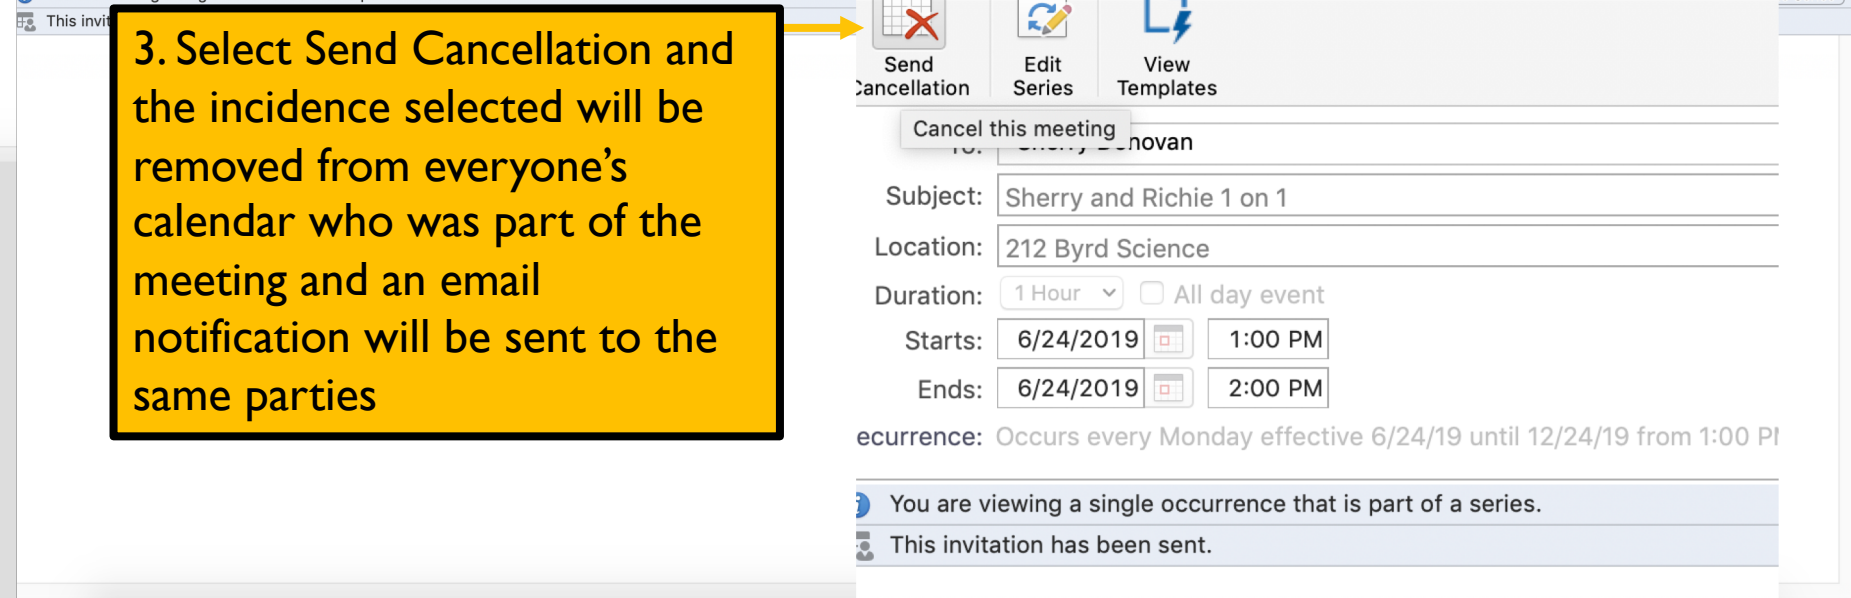 This invit
3. Select Send Cancellation and
the incidence selected will be
removed from everyone’s
calendar who was part of the
meeting and an email
notification will be sent to the
same parties
Send
Cancellation
Edit
Series
View
Templates
Cancel this meeting
To:
Sherry Donovan
Subject: Sherry and Richie 1 on 1
Location: 212 Byrd Science
Duration: 1 Hour All day event
Starts: 6/24/2019 1:00 PM
Ends: 6/24/2019 2:00 PM
ecurrence: Occurs every Monday effective 6/24/19 until 12/24/19 from 1:00 PM
You are viewing a single occurrence that is part of a series.
This invitation has been sent.